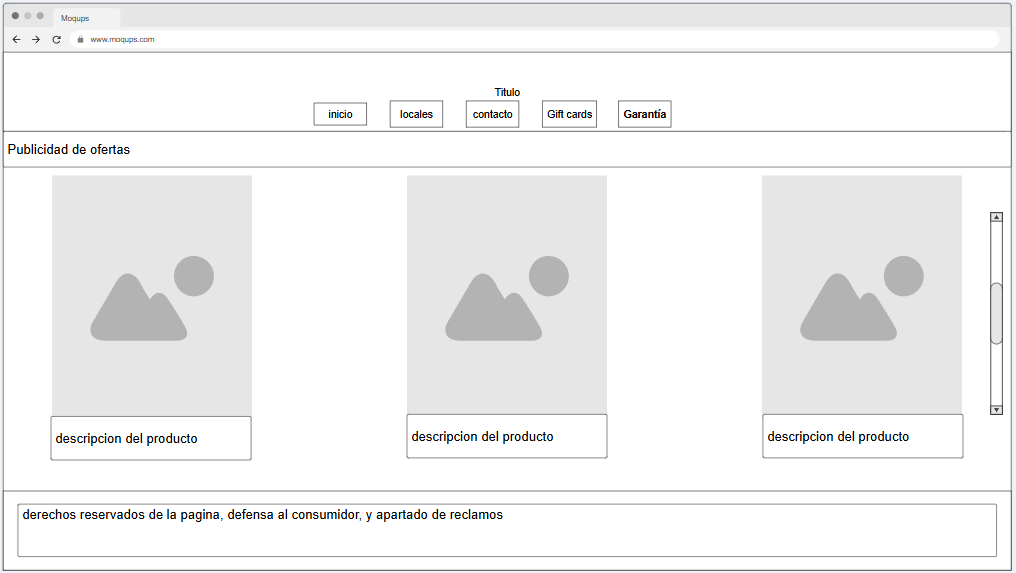 Moqups
www.moqups.com
Titulo
inicio
locales
contacto
Gift cards
Garantía
Publicidad de ofertas
descripcion del producto
descripcion del producto
descripcion del producto
derechos reservados de la pagina, defensa al consumidor, y apartado de reclamos